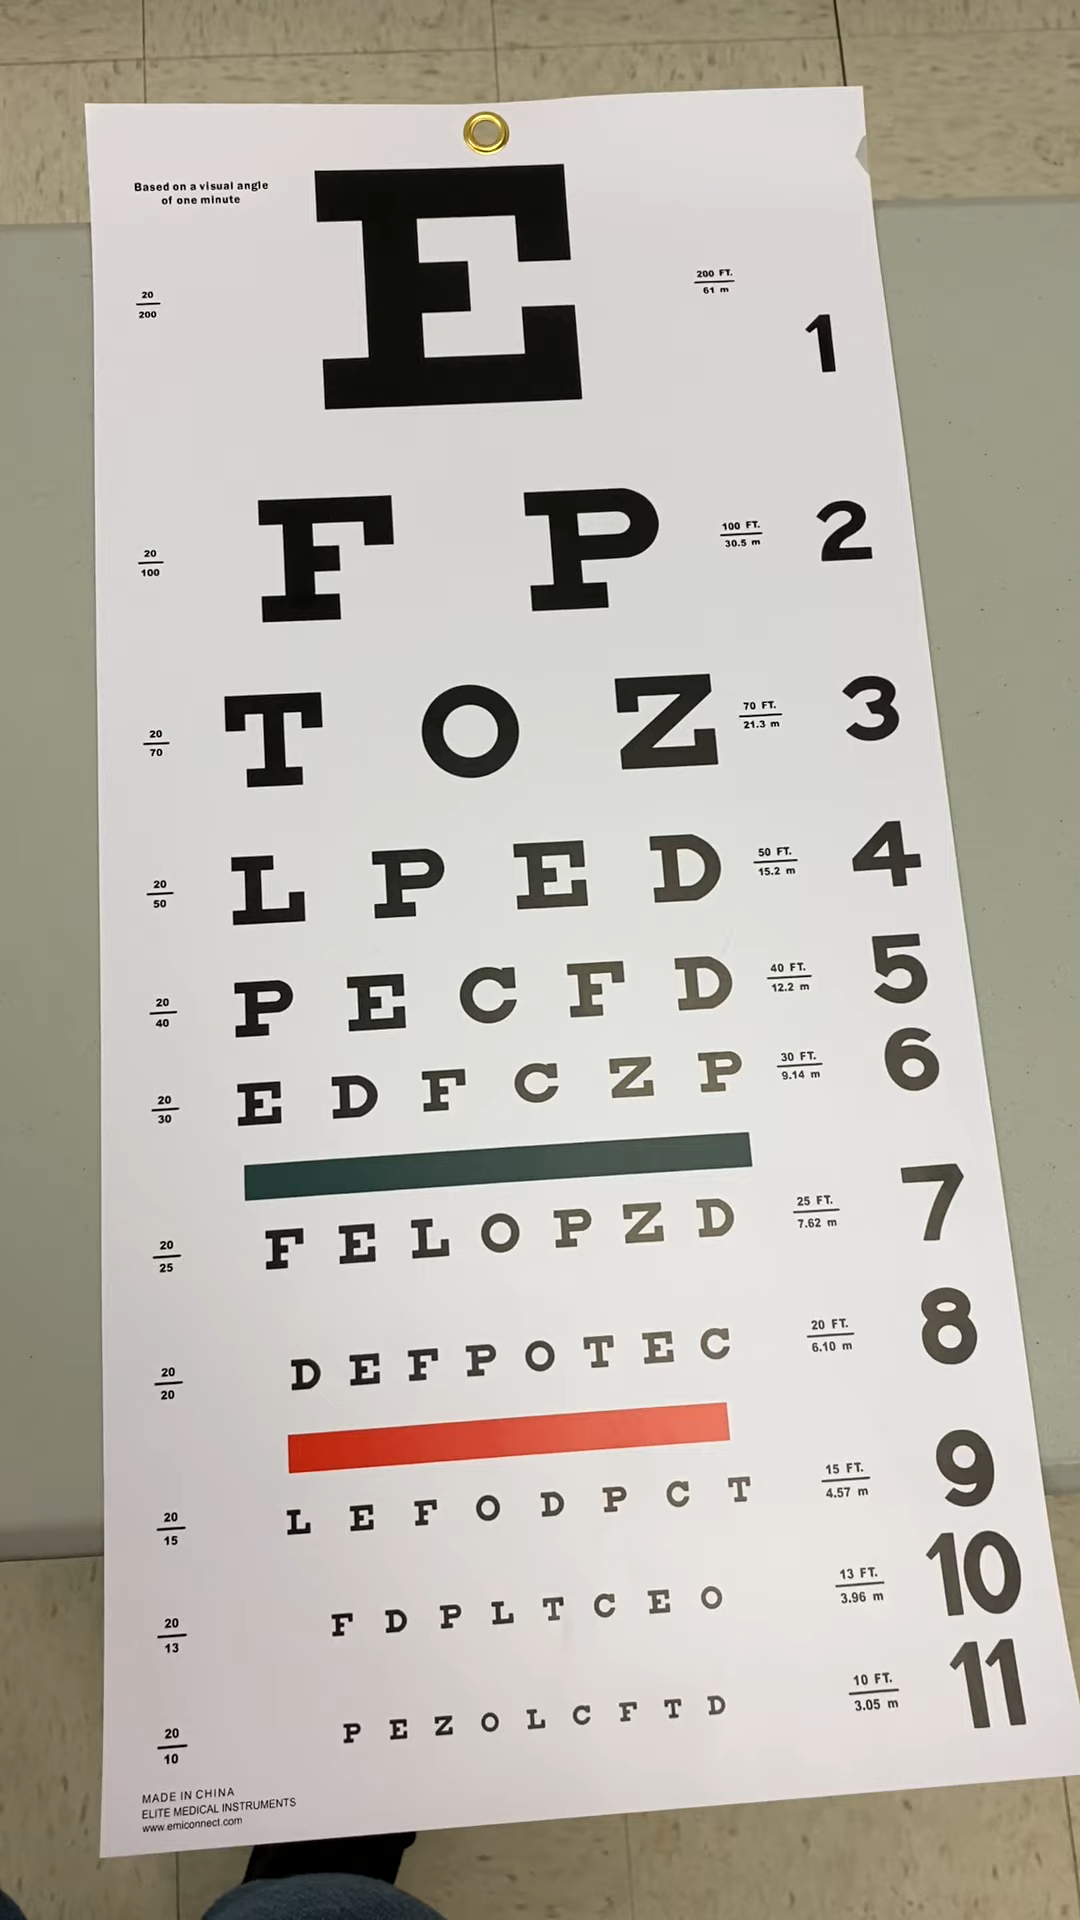 Based on a visual angle
of one minute
20/200 E 200 FT./61 m 1
20/100 F P 100 FT./30.5 m 2
20/70 T O Z 70 FT./21.3 m 3
20/50 L P E D 50 FT./15.2 m 4
20/40 P E C F D 40 FT./12.2 m 5
20/30 E D F C Z P 30 FT./9.14 m 6
20/25 F E L O P Z D 25 FT./7.62 m 7
20/20 D E F P O T E C 20 FT./6.10 m 8
20/15 L E F O D P C T 15 FT./4.57 m 9
20/13 F D P L T C E O 13 FT./3.96 m 10
20/10 P E Z O L C F T D 10 FT./3.05 m 11
MADE IN CHINA
ELITE MEDICAL INSTRUMENTS
www.emiconnect.com